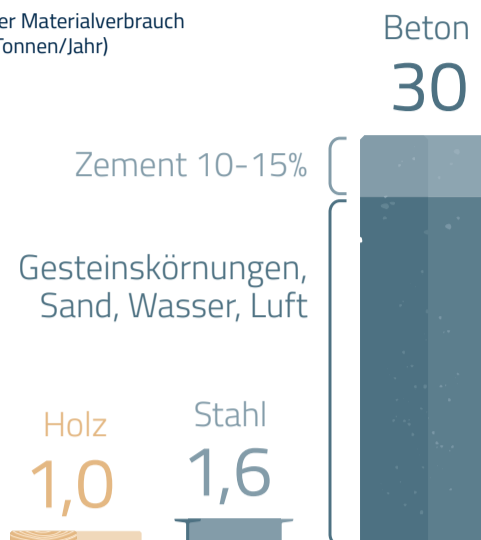 er Materialverbrauch
Tonnen/Jahr)
Beton
30
Zement 10-15%
Gesteinskörnungen,
Sand, Wasser, Luft
Holz
1,0
Stahl
1,6